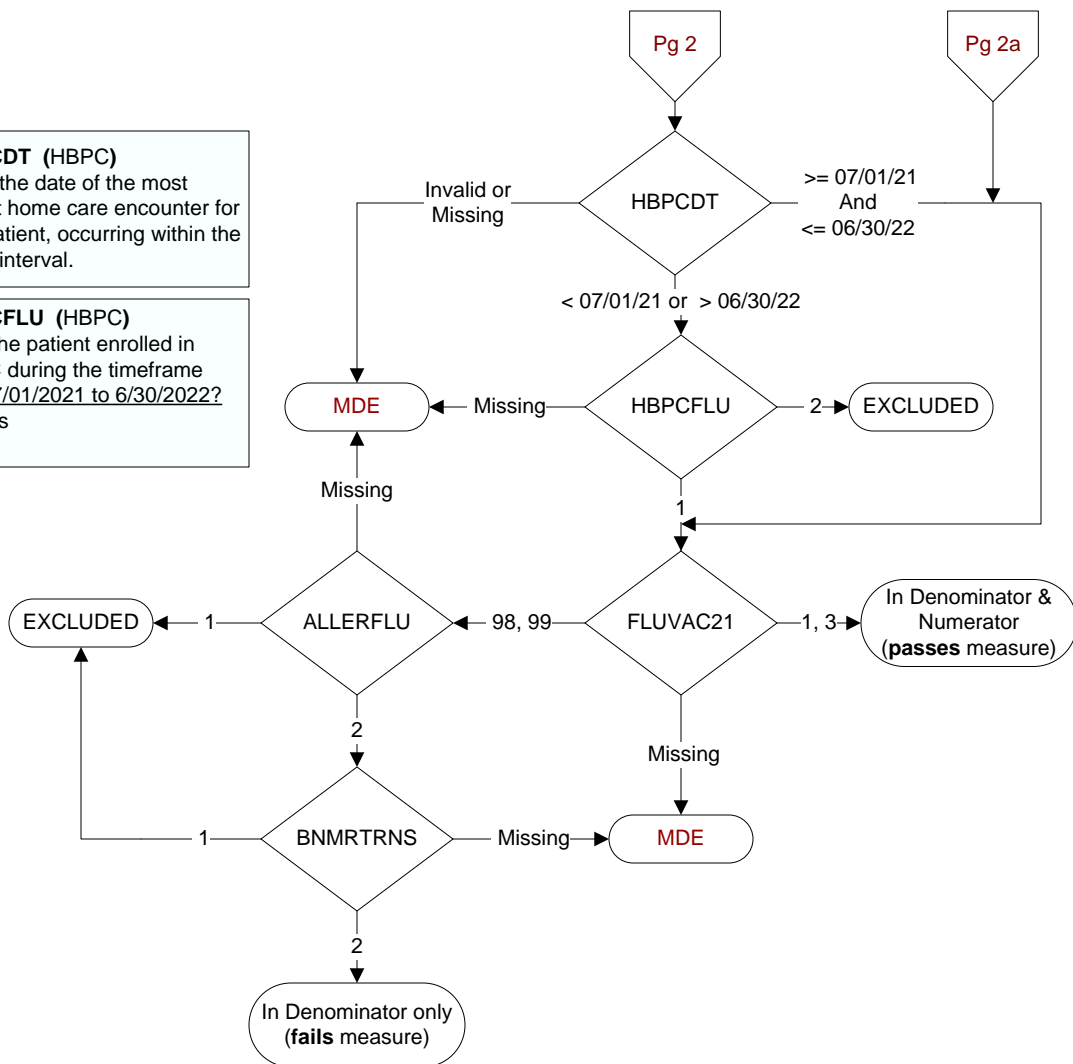 Pg 2
Pg 2a
CDT (HBPC)
the date of the most
t home care encounter for
atient, occurring within the
interval.
Invalid or
Missing
HBPCDT
>= 07/01/21
And
<= 06/30/22
< 07/01/21 or > 06/30/22
CFLU (HBPC)
he patient enrolled in
during the timeframe
7/01/2021 to 6/30/2022?
s
MDE
Missing
HBPCFLU
2
EXCLUDED
Missing
1
EXCLUDED
1
ALLERFLU
98, 99
FLUVAC21
1, 3
In Denominator &
Numerator
(passes measure)
2
Missing
1
BNMRTRNS
Missing
MDE
2
In Denominator only
(fails measure)